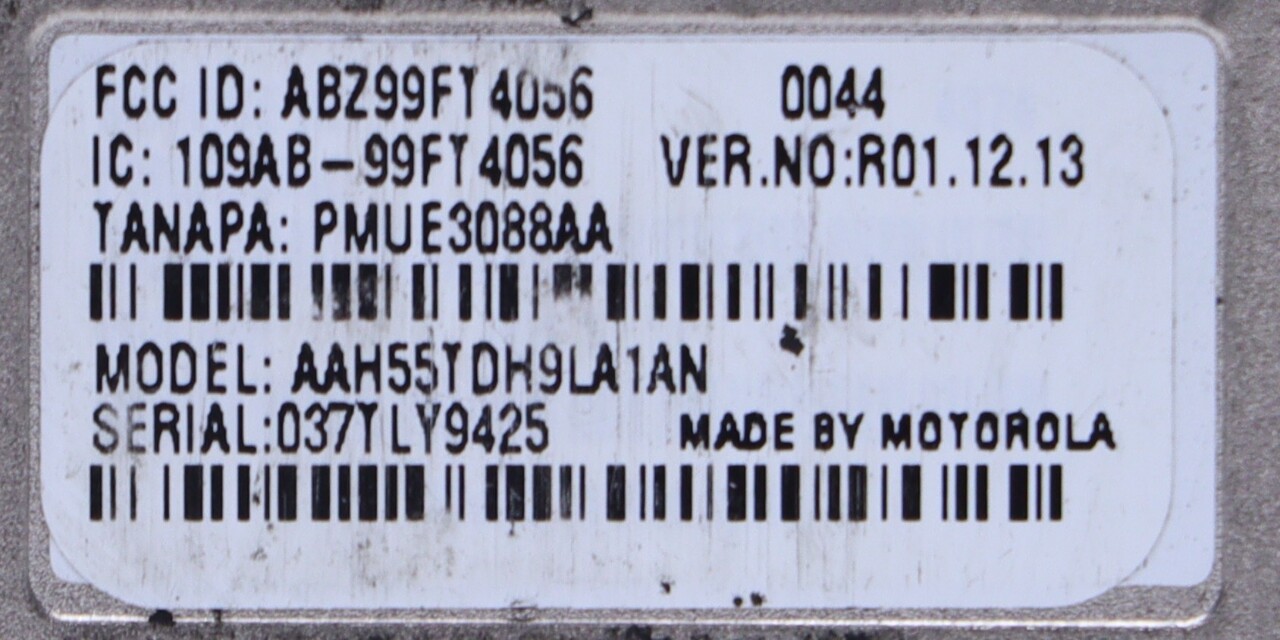 FCC ID: ABZ99FT4056 0044
IC: 109AB-99FT4056 VER.NO:R01.12.13
TANAPA: PMUE3088AA
MODEL: AAH55TDH9LA1AN
SERIAL:037TLY9425 MADE BY MOTOROLA